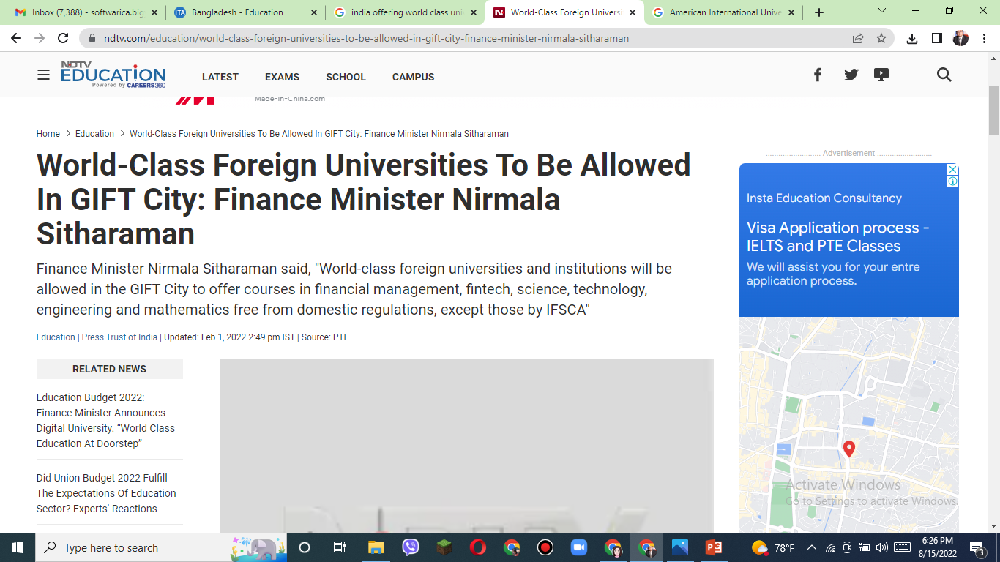 Inbox (7,388) - softwarica.big
Bangladesh - Education
india offering world class uni
World-Class Foreign Universi
American International Unive
ndtv.com/education/world-class-foreign-universities-to-be-allowed-in-gift-city-finance-minister-nirmala-sitharaman
NDTV
EDUCATION
Powered by CAREERS360
LATEST EXAMS SCHOOL CAMPUS
Made-in-China.com
Home > Education > World-Class Foreign Universities To Be Allowed In GIFT City: Finance Minister Nirmala Sitharaman
World-Class Foreign Universities To Be Allowed
In GIFT City: Finance Minister Nirmala
Sitharaman
Finance Minister Nirmala Sitharaman said, "World-class foreign universities and institutions will be
allowed in the GIFT City to offer courses in financial management, fintech, science, technology,
engineering and mathematics free from domestic regulations, except those by IFSCA"
Education | Press Trust of India | Updated: Feb 1, 2022 2:49 pm IST | Source: PTI
RELATED NEWS
Education Budget 2022:
Finance Minister Announces
Digital University. “World Class
Education At Doorstep”
Did Union Budget 2022 Fulfill
The Expectations Of Education
Sector? Experts' Reactions
Advertisement
Insta Education Consultancy
Visa Application process -
IELTS and PTE Classes
We will assist you for your entre
application process.
Activate Windows
Go to Settings to activate Windows.
Type here to search
78°F
6:26 PM
8/15/2022
3